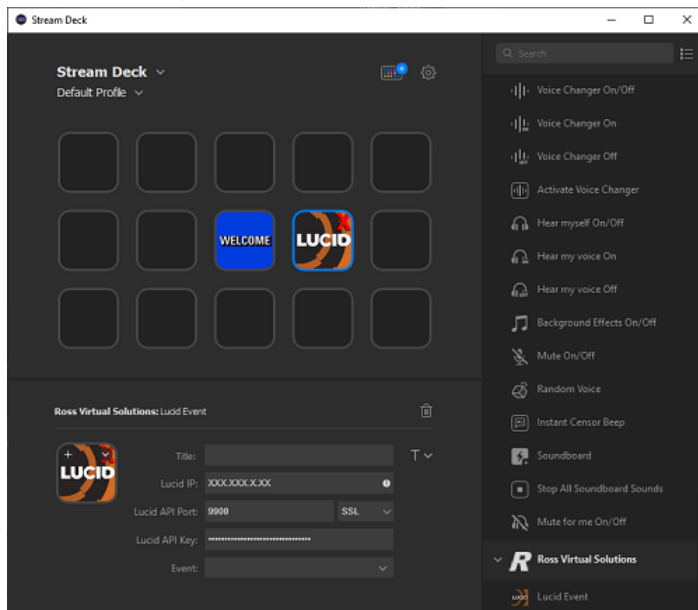 Stream Deck
Stream Deck
Default Profile
WELCOME
LUCID
Ross Virtual Solutions: Lucid Event
LUCID
Title:
T
Lucid IP: XXX.XXX.X.XX
Lucid API Port: 9900 SSL
Lucid API Key: ••••••••••••••••••••••••••••••••
Event:
Search
Voice Changer On/Off
Voice Changer On
Voice Changer Off
Activate Voice Changer
Hear myself On/Off
Hear my voice On
Hear my voice Off
Background Effects On/Off
Mute On/Off
Random Voice
Instant Censor Beep
Soundboard
Stop All Soundboard Sounds
Mute for me On/Off
R Ross Virtual Solutions
LUCID Lucid Event